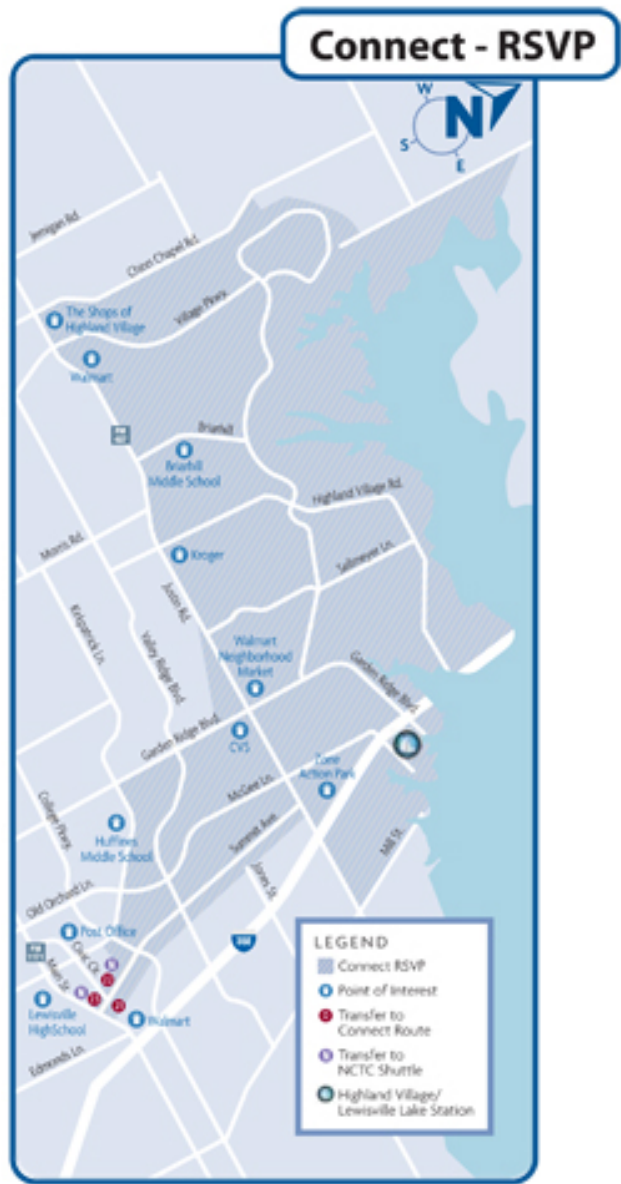 Connect - RSVP
W
N
S
E
Jernigan Rd.
Chinn Chapel Rd.
Village Pkwy.
The Shops of
Highland Village
Walmart
FM
407
Briarhill
Briarhill
Middle School
Highland Village Rd.
Morris Rd.
Kroger
Sellmeyer Ln.
Justin Rd.
Kirkpatrick Ln.
Valley Ridge Blvd.
Walmart
Neighborhood
Market
Garden Ridge Blvd.
Garden Ridge Blvd.
CVS
Zone
Action Park
McGee Ln.
College Pkwy.
Summit Ave.
Huffines
Middle School
Mill St.
Jones St.
Old Orchard Ln.
Post Office
Civic Cir.
Main St.
Lewisville
HighSchool
Walmart
Edmonds Ln.
LEGEND
Connect RSVP
Point of Interest
Transfer to
Connect Route
N
Transfer to
NCTC Shuttle
Highland Village/
Lewisville Lake Station